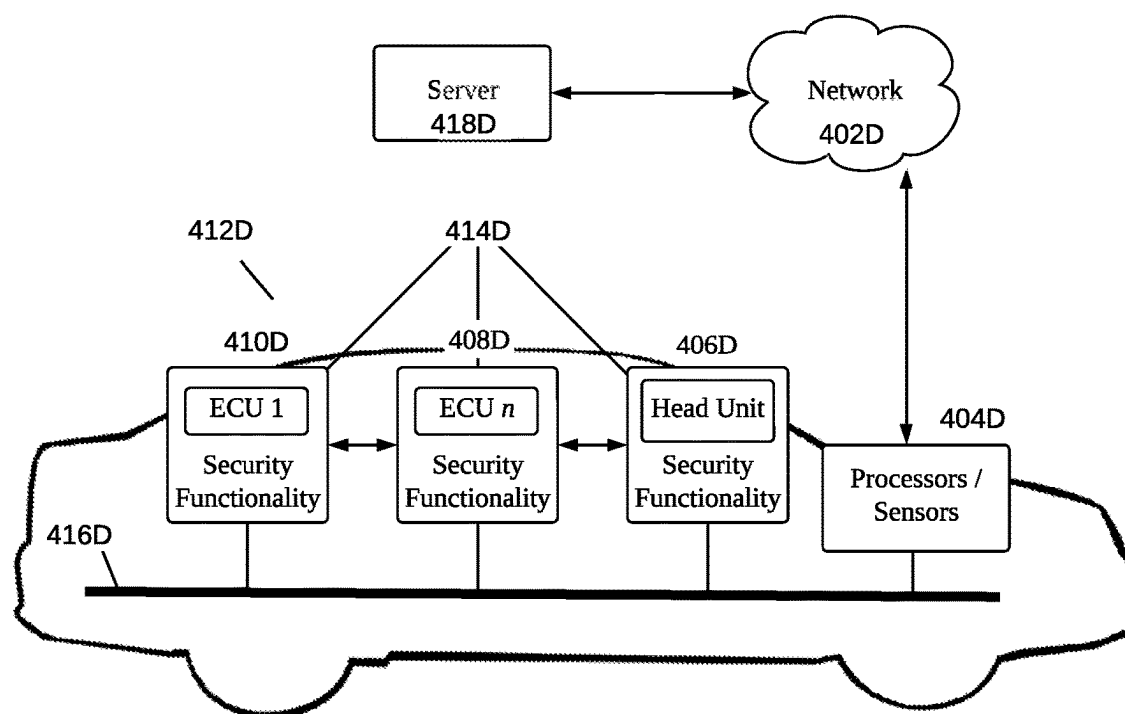 Server
418D
Network
402D
412D
414D
410D
408D
406D
404D
ECU 1
ECU n
Head Unit
Security
Functionality
Security
Functionality
Security
Functionality
Processors /
Sensors
416D